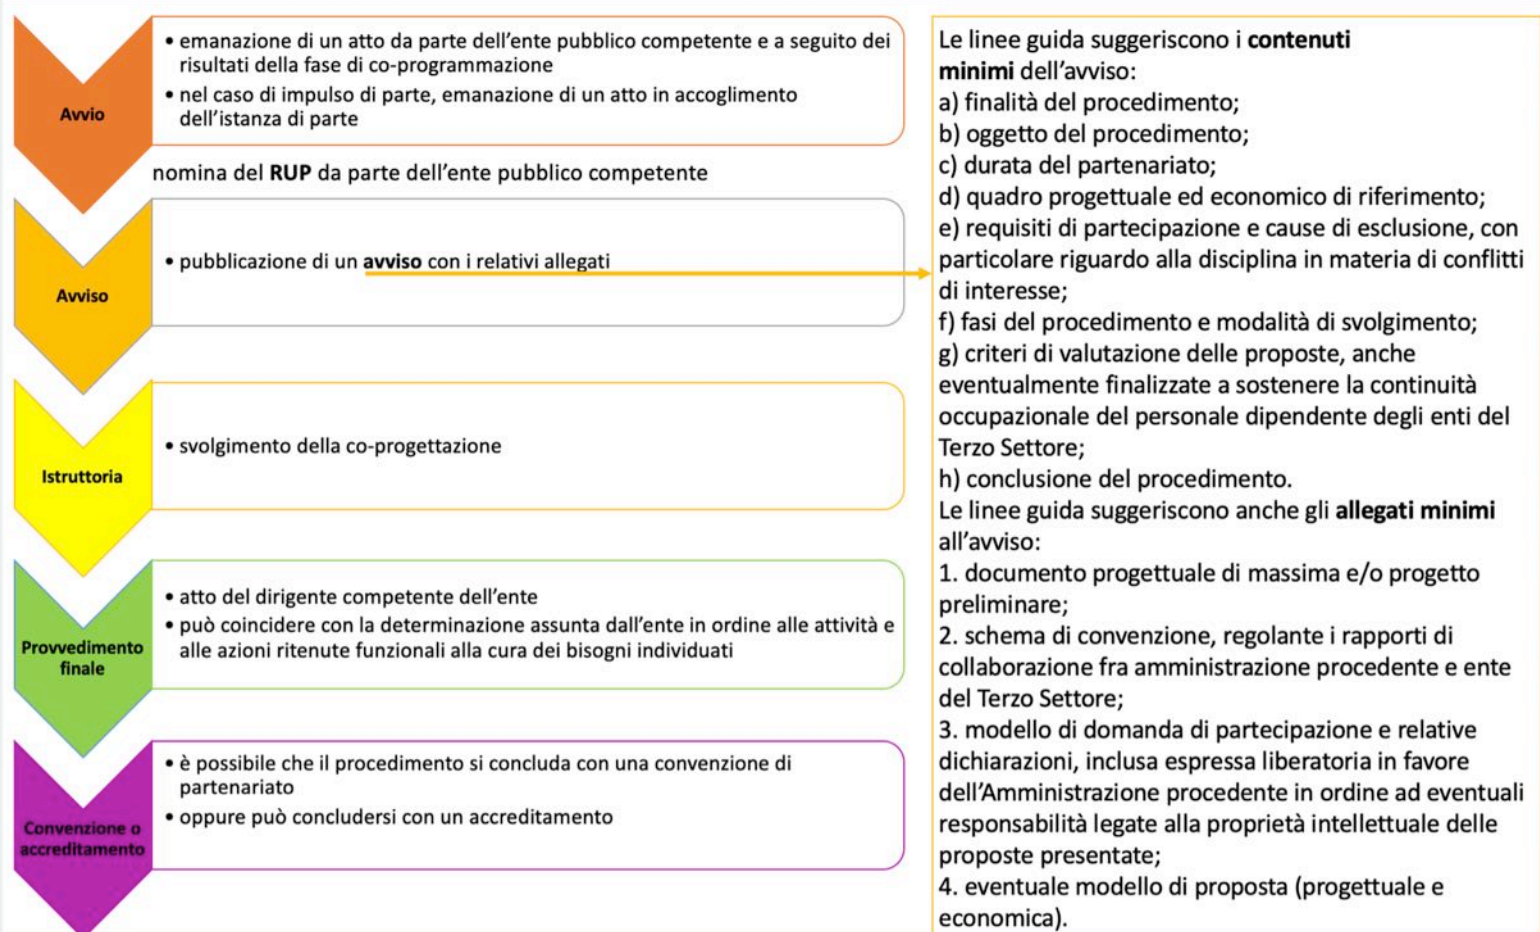 Avvio
• emanazione di un atto da parte dell'ente pubblico competente e a seguito dei
risultati della fase di co-programmazione
• nel caso di impulso di parte, emanazione di un atto in accoglimento
dell'istanza di parte
nomina del RUP da parte dell'ente pubblico competente
Avviso
• pubblicazione di un avviso con i relativi allegati
Istruttoria
• svolgimento della co-progettazione
Provvedimento
finale
• atto del dirigente competente dell'ente
• può coincidere con la determinazione assunta dall'ente in ordine alle attività e
alle azioni ritenute funzionali alla cura dei bisogni individuati
Convenzione o
accreditamento
• è possibile che il procedimento si concluda con una convenzione di
partenariato
• oppure può concludersi con un accreditamento
Le linee guida suggeriscono i contenuti
minimi dell'avviso:
a) finalità del procedimento;
b) oggetto del procedimento;
c) durata del partenariato;
d) quadro progettuale ed economico di riferimento;
e) requisiti di partecipazione e cause di esclusione, con
particolare riguardo alla disciplina in materia di conflitti
di interesse;
f) fasi del procedimento e modalità di svolgimento;
g) criteri di valutazione delle proposte, anche
eventualmente finalizzate a sostenere la continuità
occupazionale del personale dipendente degli enti del
Terzo Settore;
h) conclusione del procedimento.
Le linee guida suggeriscono anche gli allegati minimi
all'avviso:
1. documento progettuale di massima e/o progetto
preliminare;
2. schema di convenzione, regolante i rapporti di
collaborazione fra amministrazione procedente e ente
del Terzo Settore;
3. modello di domanda di partecipazione e relative
dichiarazioni, inclusa espressa liberatoria in favore
dell'Amministrazione procedente in ordine ad eventuali
responsabilità legate alla proprietà intellettuale delle
proposte presentate;
4. eventuale modello di proposta (progettuale e
economica).